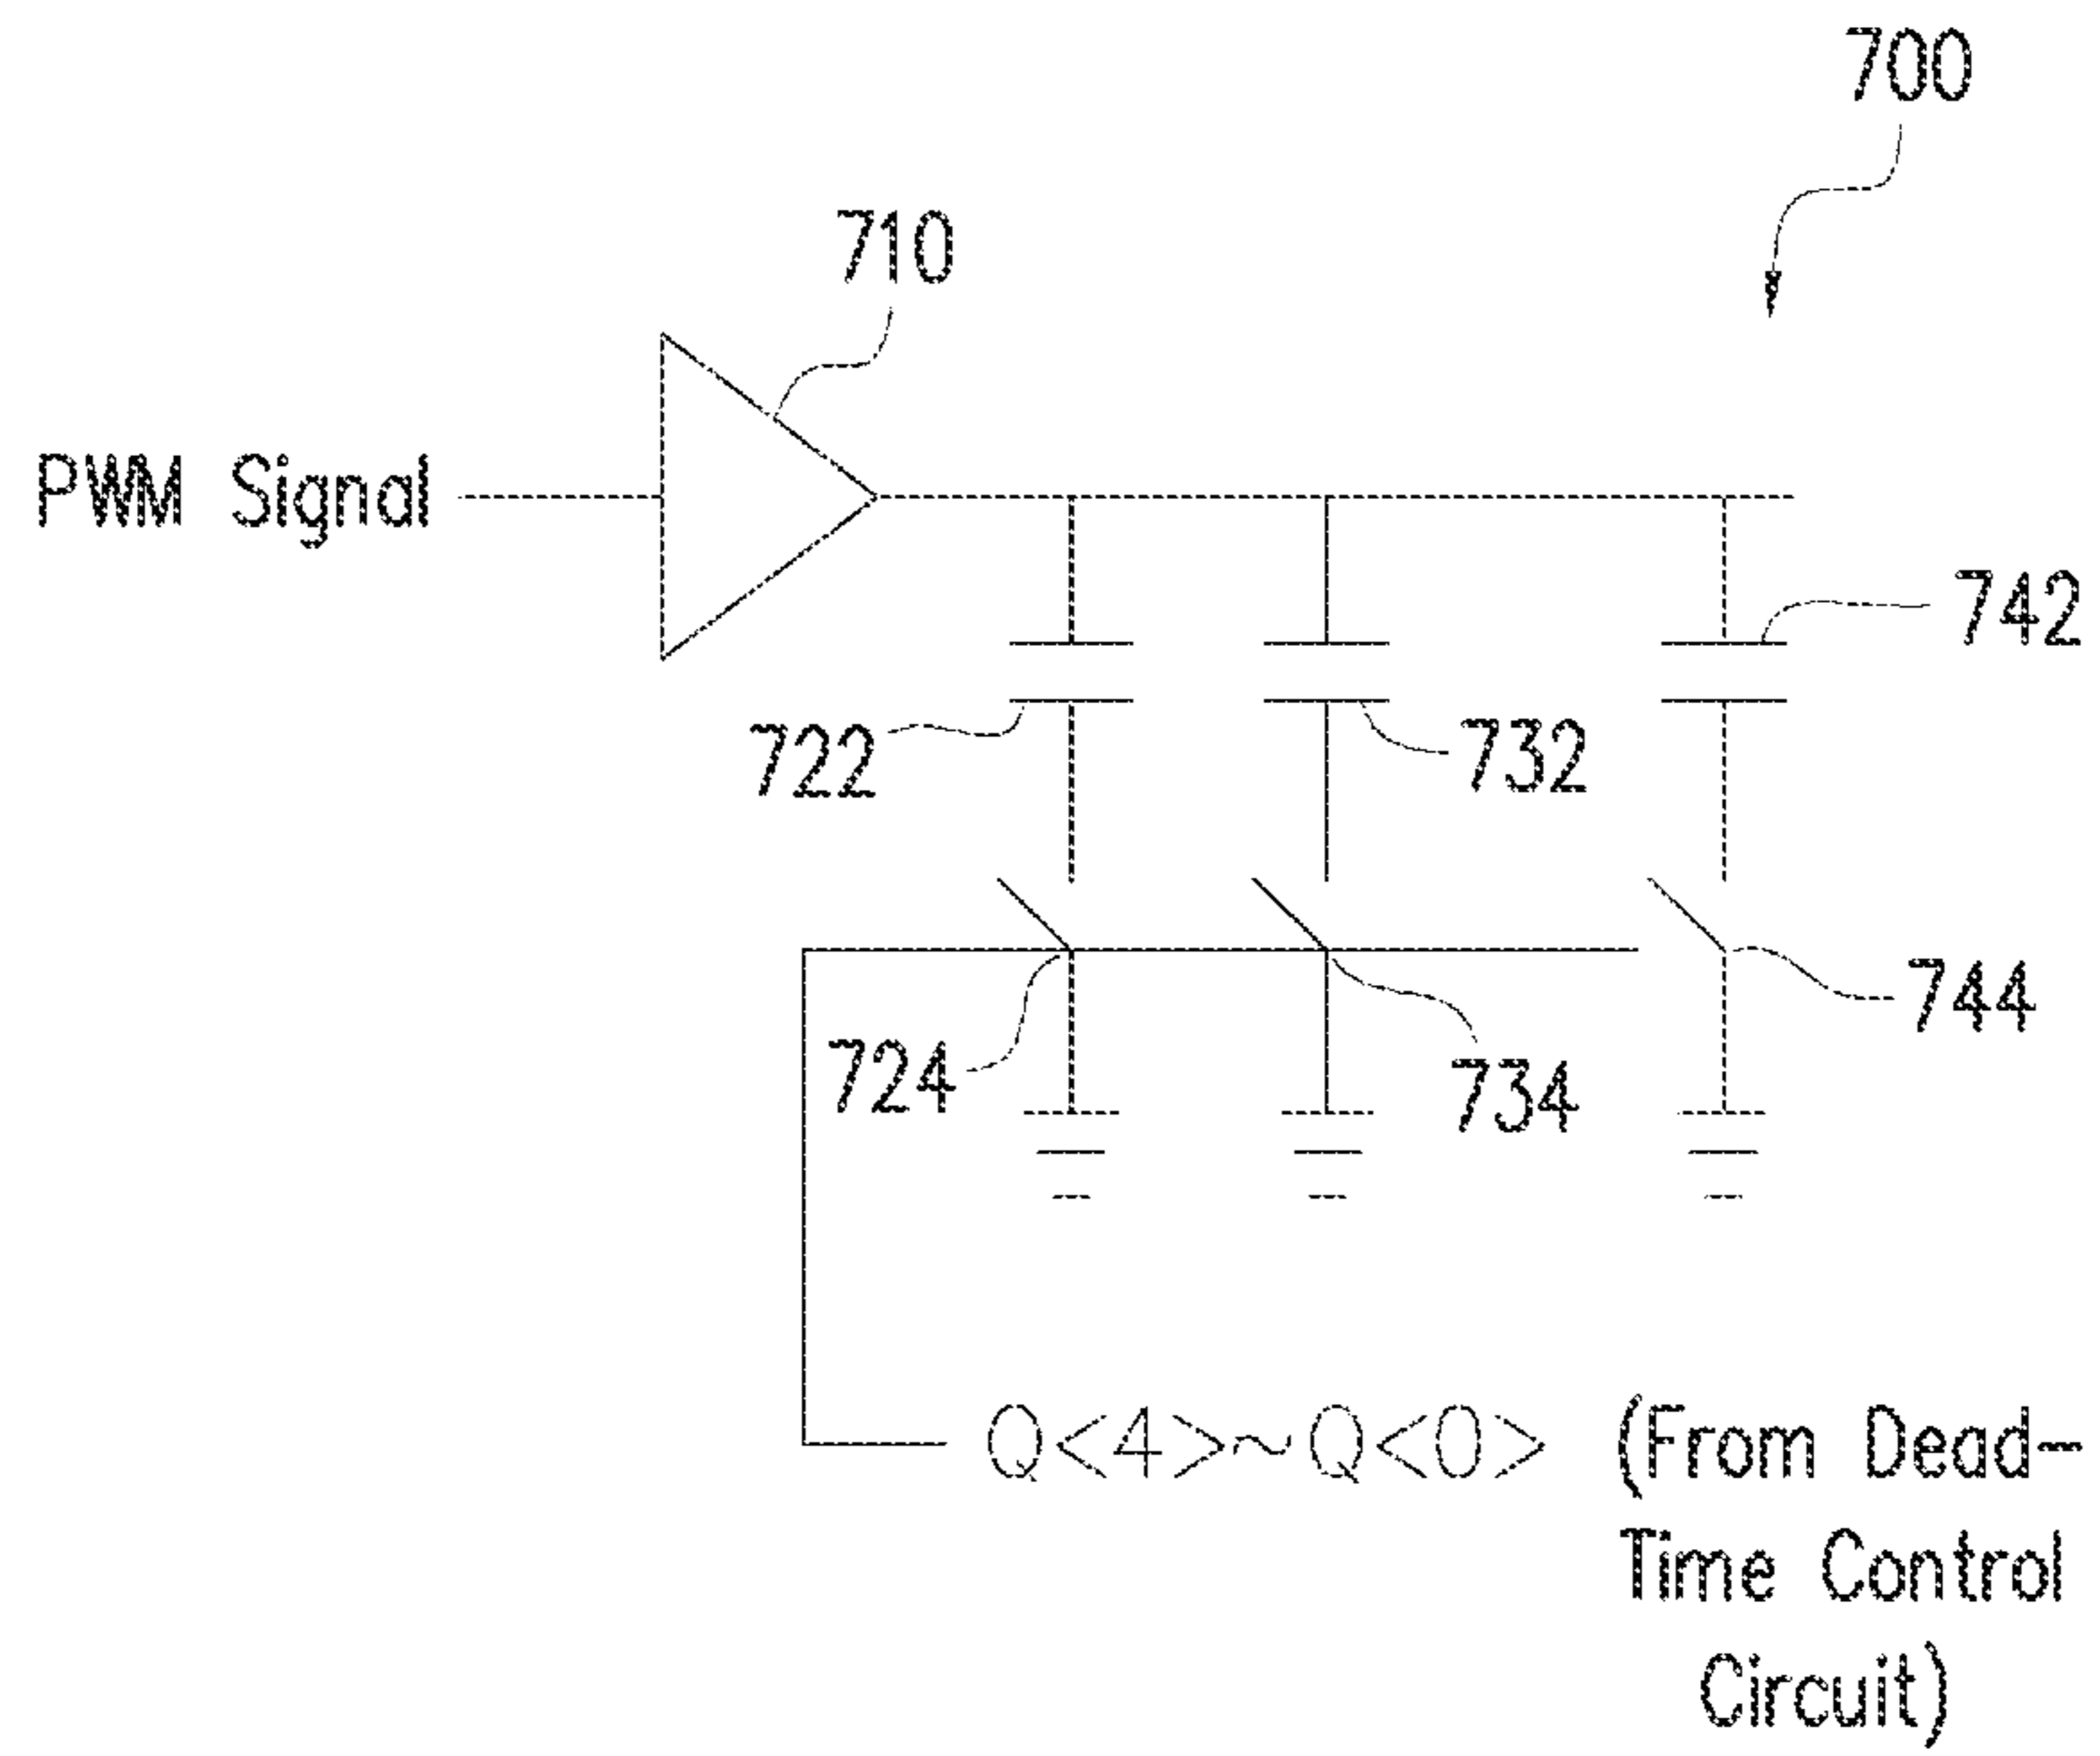 700
710
PWM Signal
742
722
732
744
724
734
Q<4>~Q<0> (From Dead-
Time Control
Circuit)